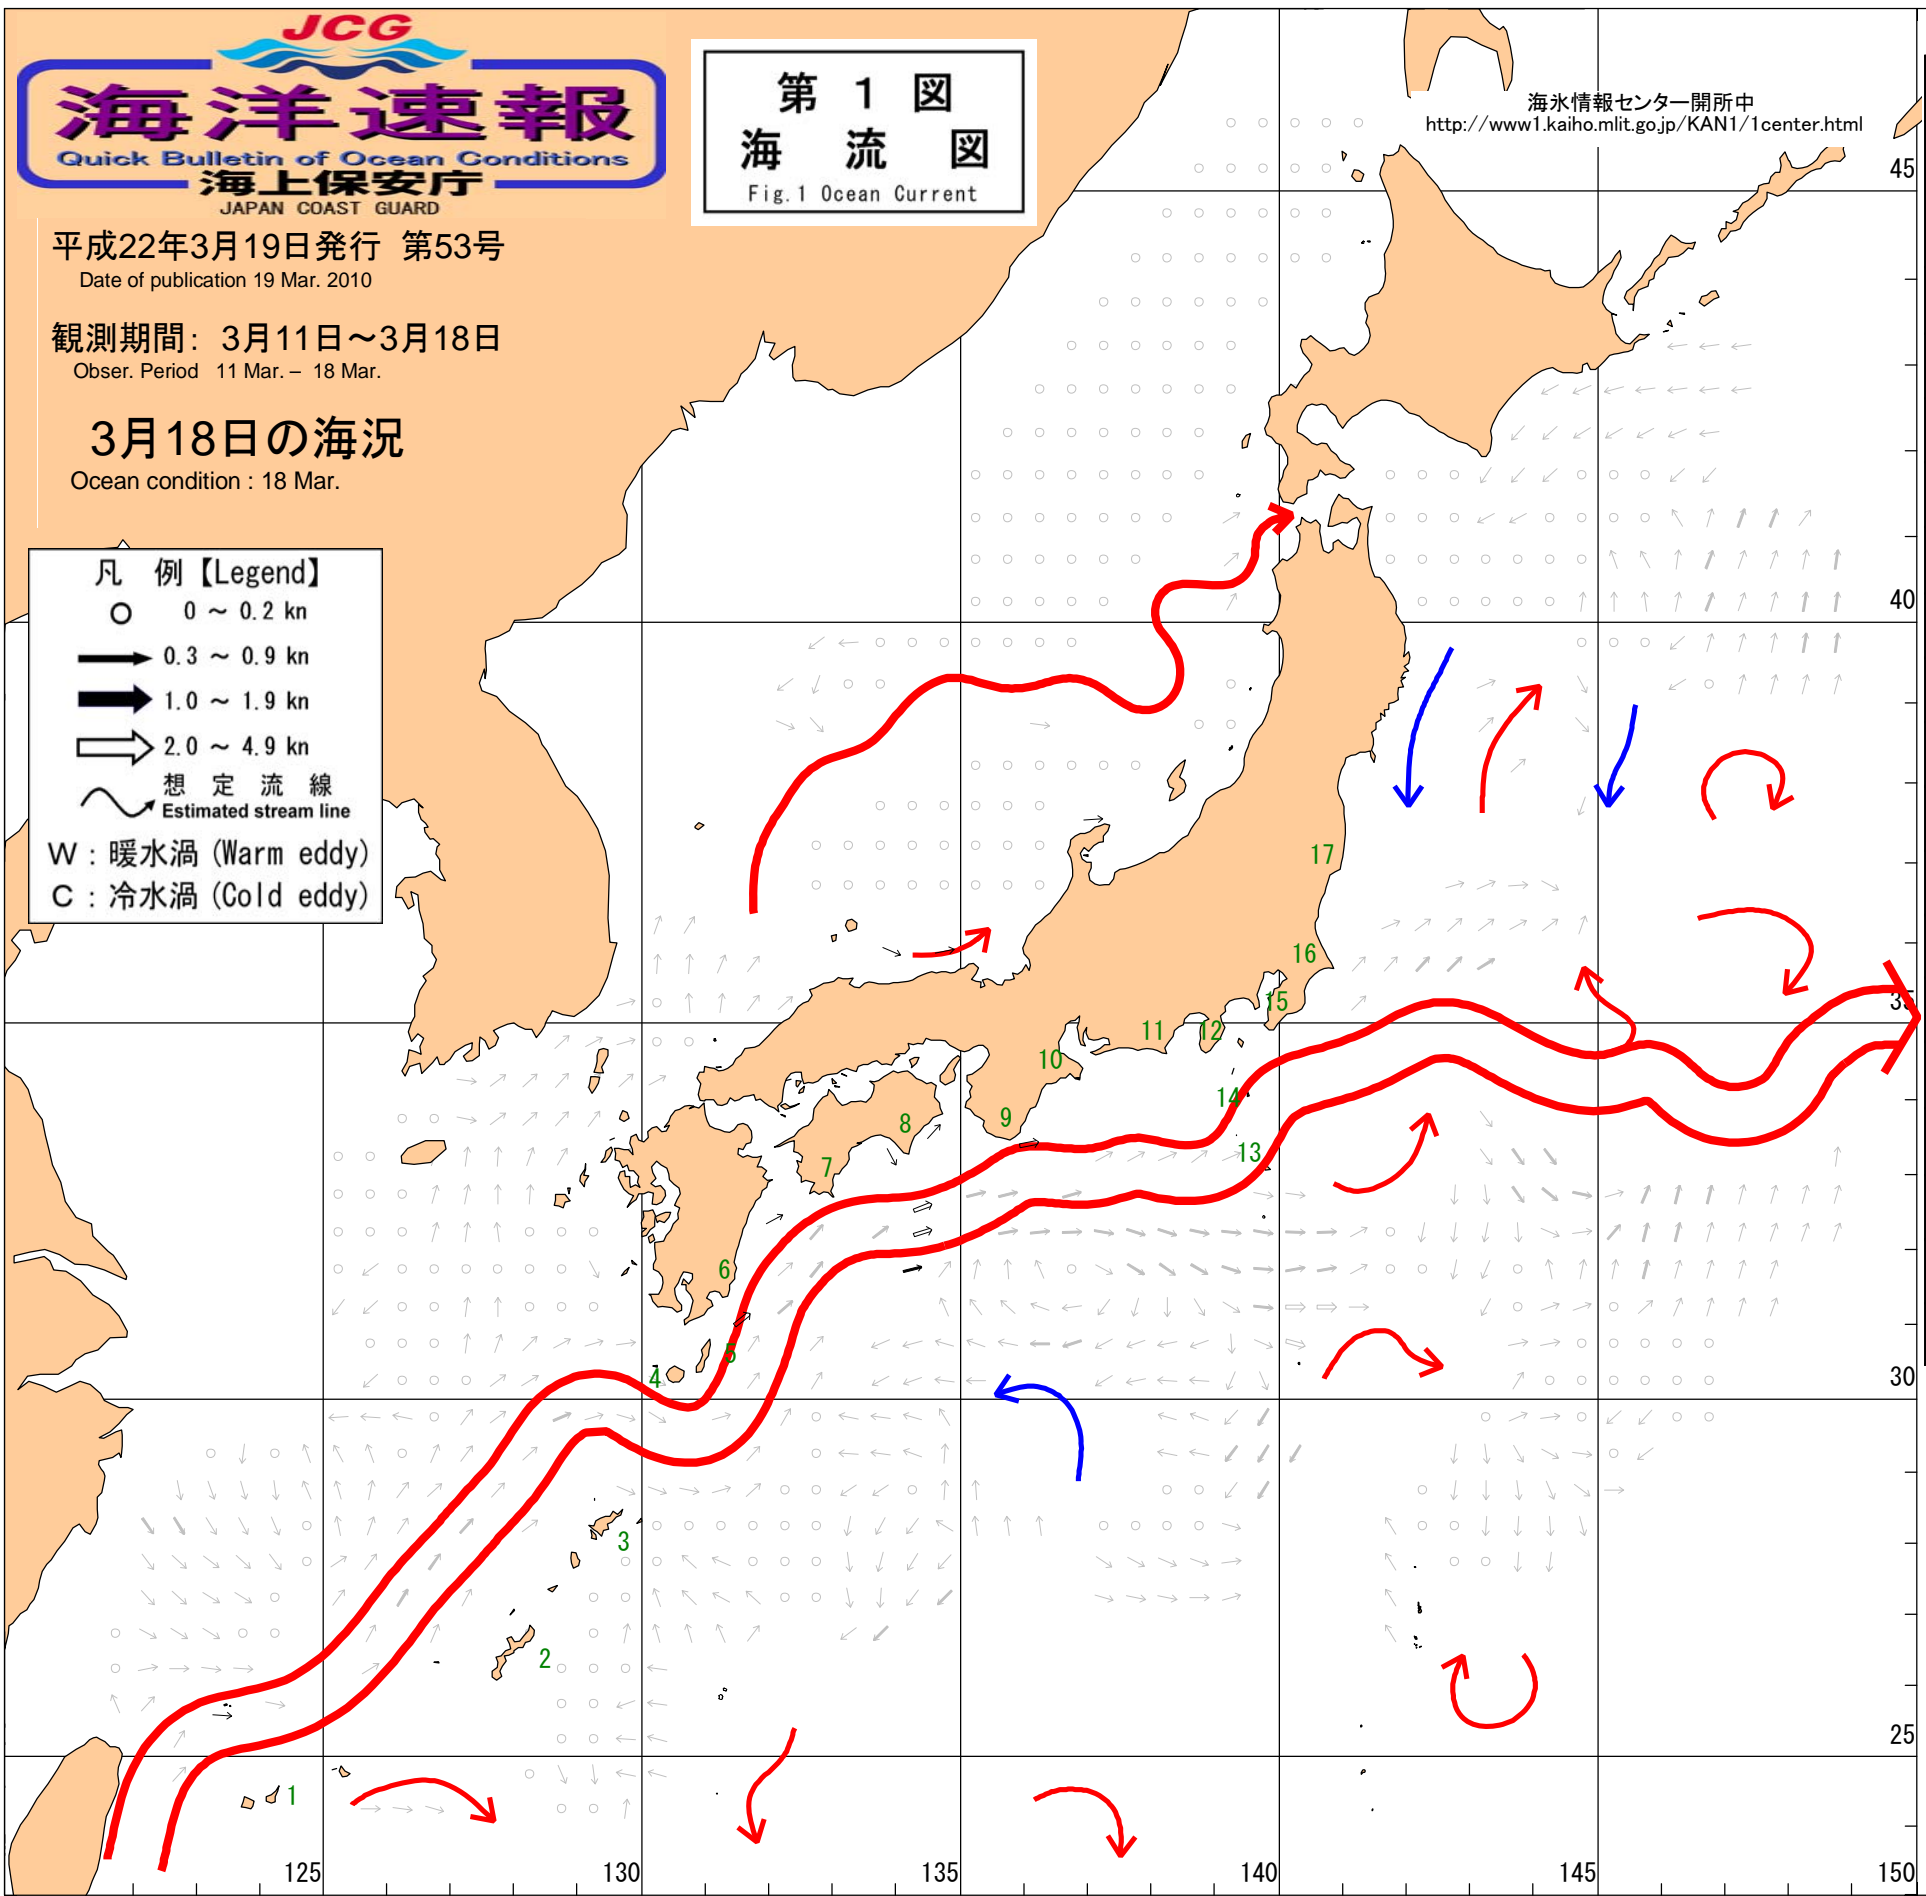 JCG
海洋速報
Quick Bulletin of Ocean Conditions
海上保安庁
JAPAN COAST GUARD
第 1 図
海 流 図
Fig.1 Ocean Current
海氷情報センター開所中
http://www1.kaiho.mlit.go.jp/KAN1/1center.html
平成22年3月19日発行 第53号
Date of publication 19 Mar. 2010
観測期間: 3月11日～3月18日
Obser. Period 11 Mar. – 18 Mar.
3月18日の海況
Ocean condition : 18 Mar.
凡 例【Legend】
0 ～ 0.2 kn
0.3 ～ 0.9 kn
1.0 ～ 1.9 kn
2.0 ～ 4.9 kn
想 定 流 線
Estimated stream line
W : 暖水渦 (Warm eddy)
C : 冷水渦 (Cold eddy)
45
40
17
16
15
35
11
12
10
14
9
8
13
7
6
5
4
30
3
2
25
1
125
130
135
140
145
150